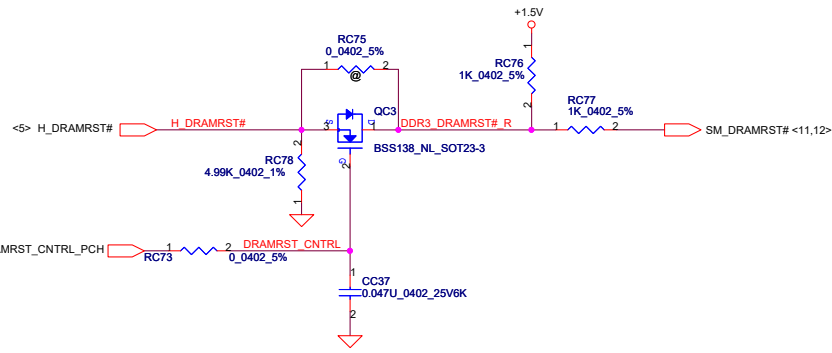 +1.5V
RC75
0_0402_5%
1 2
@
1
RC76
1K_0402_5%
2
QC3
RC77
1K_0402_5%
<5> H_DRAMRST#
H_DRAMRST#
3 S D 1
DDR3_DRAMRST#_R
1 2
SM_DRAMRST# <11,12>
BSS138_NL_SOT23-3
G
2
2
RC78
4.99K_0402_1%
1
MRST_CNTRL_PCH
1 2
DRAMRST_CNTRL
RC73
0_0402_5%
1
CC37
0.047U_0402_25V6K
2